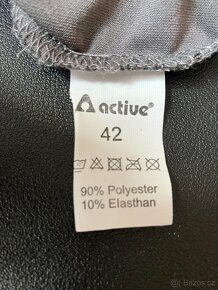 active®
42
90% Polyester
10% Elasthan
© Bazos.cz